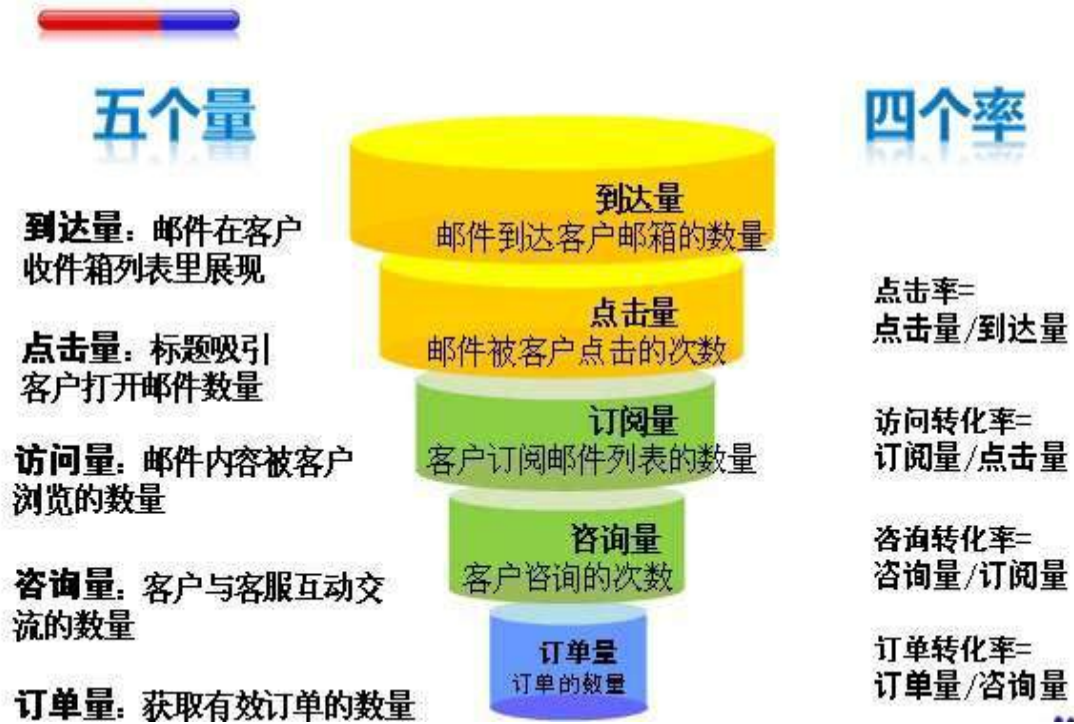 五个量
到达量：邮件在客户
收件箱列表里展现
点击量：标题吸引
客户打开邮件数量
访问量：邮件内容被客户
浏览的数量
咨询量：客户与客服互动交
流的数量
订单量：获取有效订单的数量
到达量
邮件到达客户邮箱的数量
点击量
邮件被客户点击的次数
订阅量
客户订阅邮件列表的数量
咨询量
客户咨询的次数
订单量
订单的数量
四个率
点击率=
点击量/到达量
访问转化率=
订阅量/点击量
咨询转化率=
咨询量/订阅量
订单转化率=
订单量/咨询量